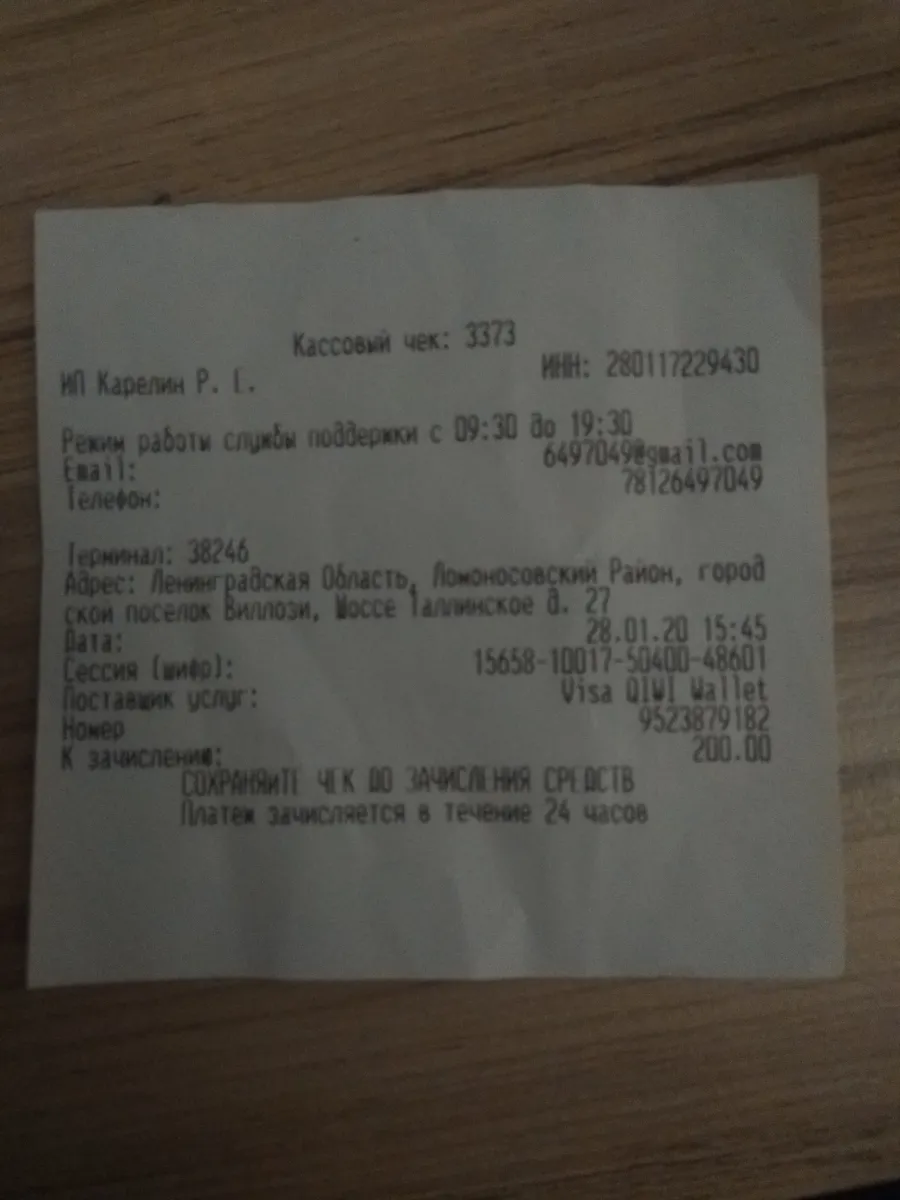 Кассовый чек: 3373
ИП Карелин Р. Г. ИНН: 280117229430
Режим работы службы поддержки с 09:30 до 19:30
Email: 6497049@gmail.com
Телефон: 78126497049
Терминал: 38246
Адрес: Ленинградская Область, Ломоносовский Район, город
ской поселок Виллози, Шоссе Таллинское д. 27
Дата: 28.01.20 15:45
Сессия (шифр): 15658-10017-50400-48601
Поставщик услуг: Visa QIWI Wallet
Номер 9523879182
К зачислению: 200.00
СОХРАНЯЙТЕ ЧЕК ДО ЗАЧИСЛЕНИЯ СРЕДСТВ
Платеж зачисляется в течение 24 часов